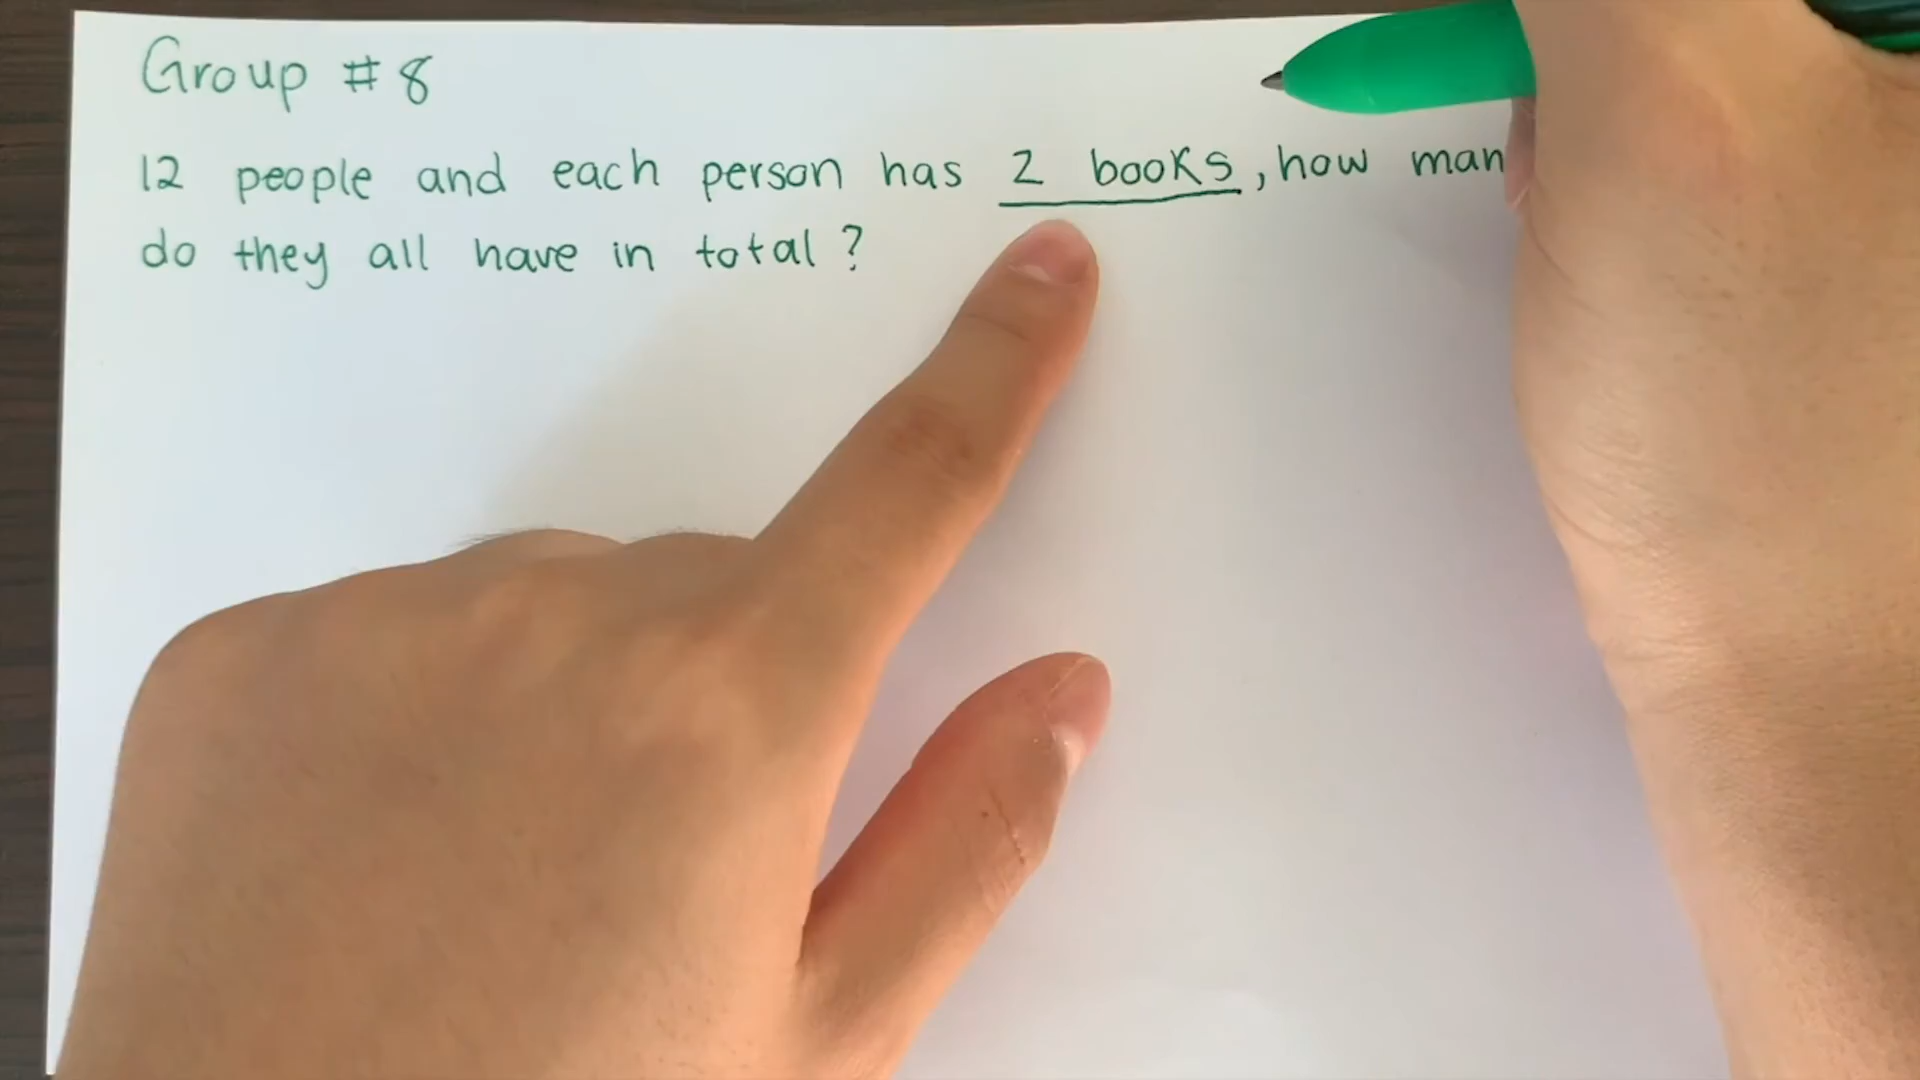 Group #8
12 people and each person has 2 books, how man
do they all have in total?